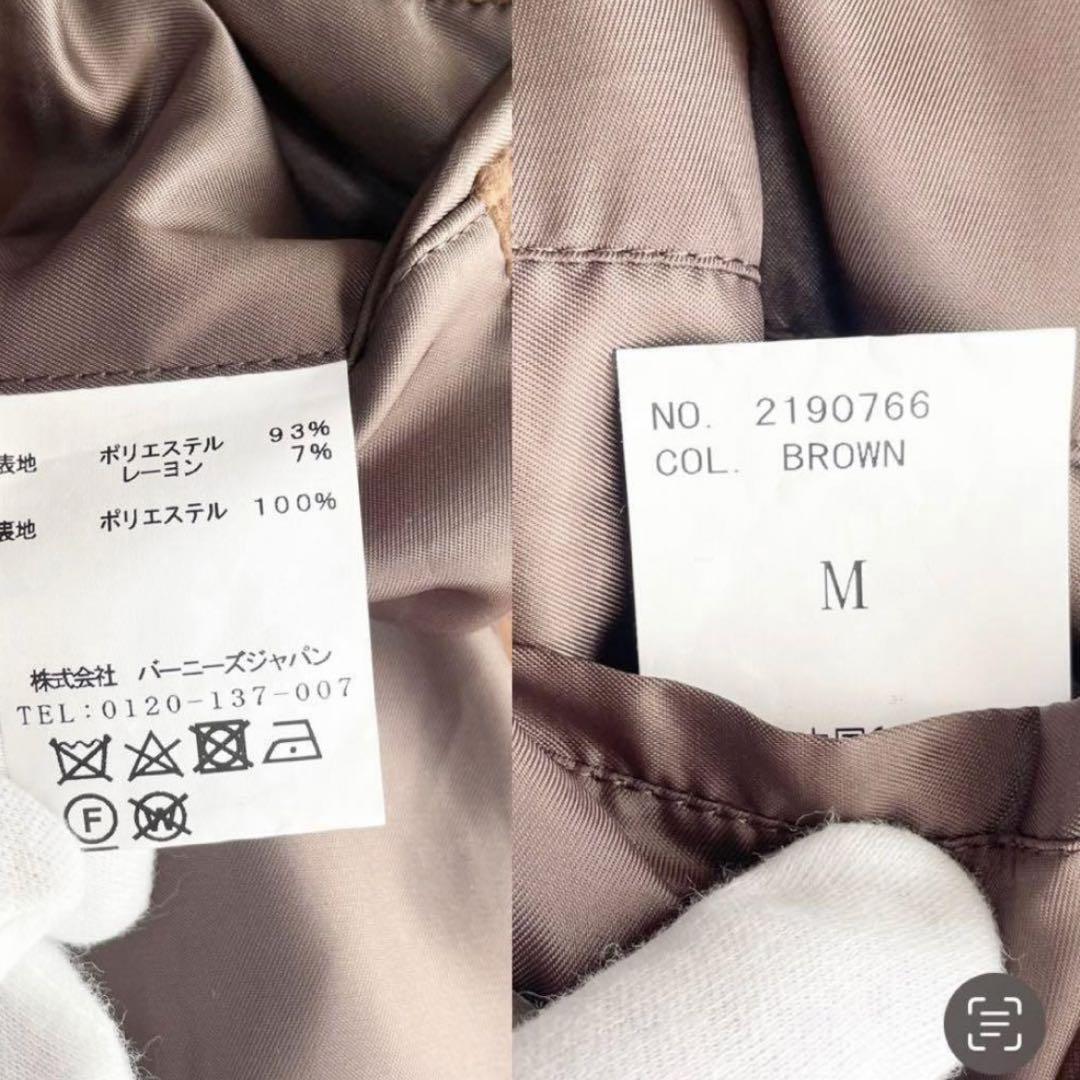 表地 ポリエステル 93%
レーヨン 7%
裏地 ポリエステル 100%
株式会社 バーニーズジャパン
TEL:0120-137-007
F
W
NO. 2190766
COL. BROWN
M